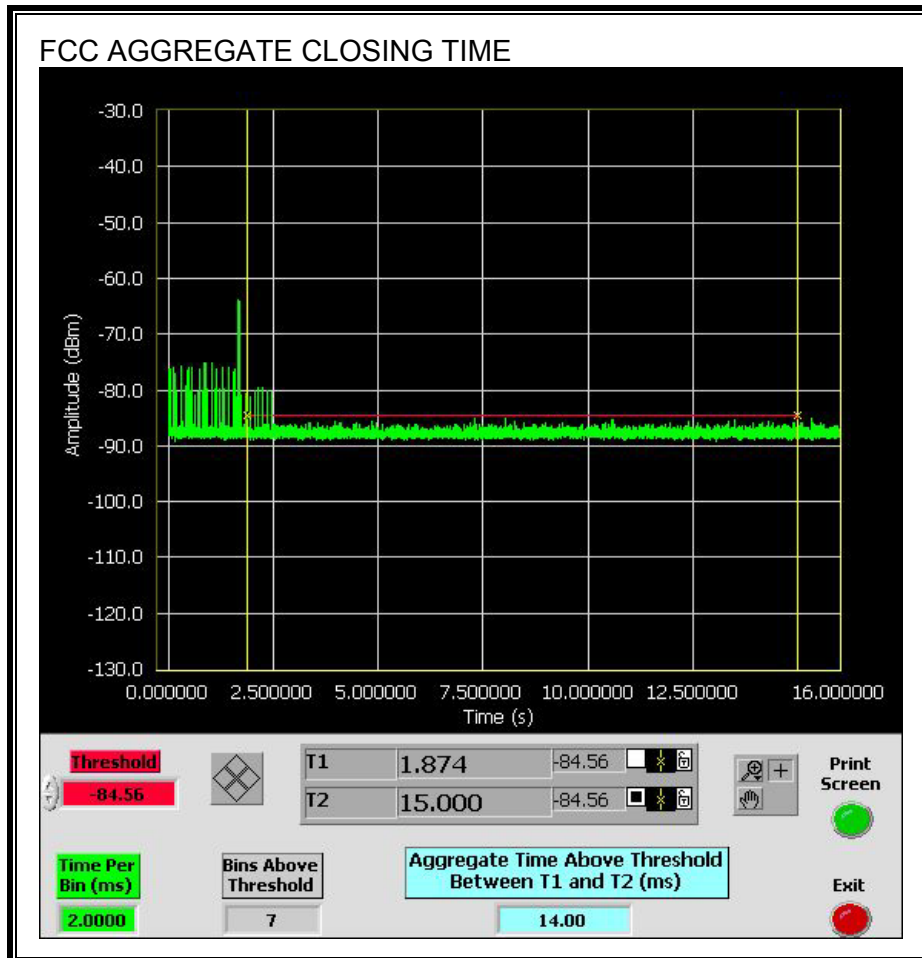 FCC AGGREGATE CLOSING TIME
-30.0
-40.0
-50.0
-60.0
-70.0
-80.0
-90.0
-100.0
-110.0
-120.0
-130.0
Amplitude (dBm)
0.000000 2.500000 5.000000 7.500000 10.000000 12.500000 16.000000
Time (s)
Threshold
-84.56
T1 1.874 -84.56
T2 15.000 -84.56
Print
Screen
Time Per
Bin (ms)
2.0000
Bins Above
Threshold
7
Aggregate Time Above Threshold
Between T1 and T2 (ms)
14.00
Exit